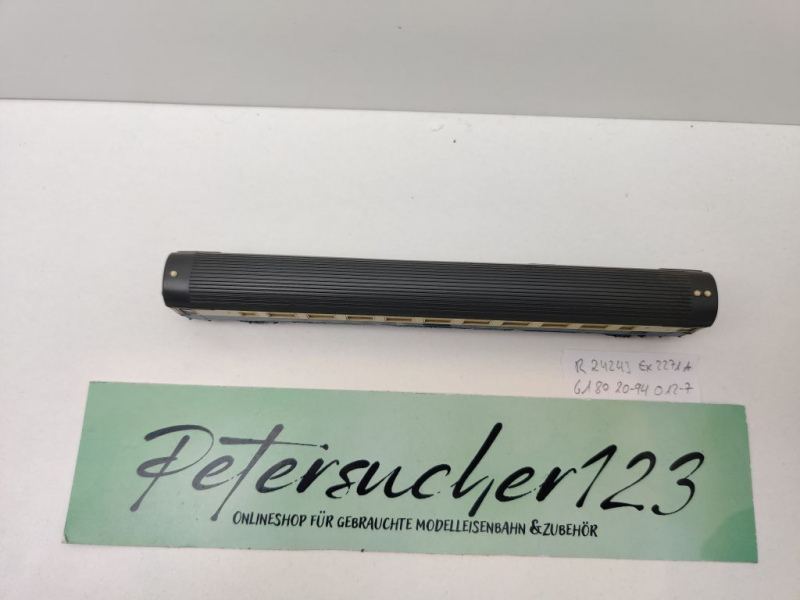 R 24243 Ex 2271A
61 80 20-94 012-7
Petersucher123
ONLINESHOP FÜR GEBRAUCHTE MODELLEISENBAHN &ZUBEHÖR